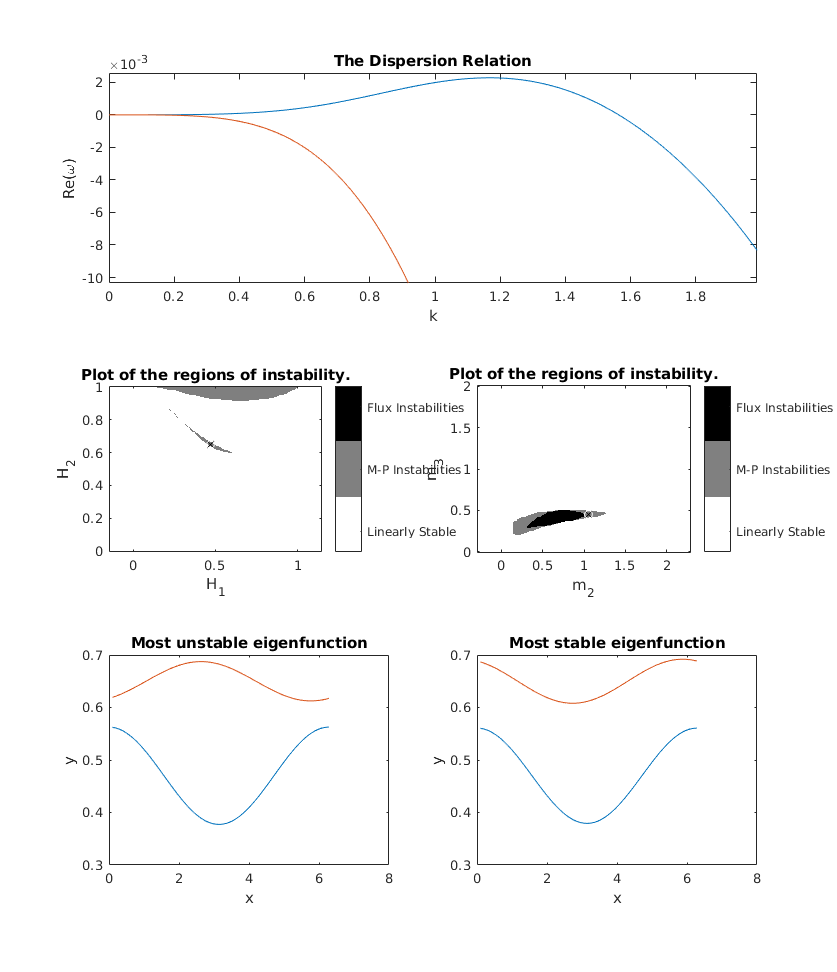 The Dispersion Relation
×10-3
2
0
-2
-4
-6
-8
-10
Re(ω)
0 0.2 0.4 0.6 0.8 1 1.2 1.4 1.6 1.8
k
Plot of the regions of instability.
1
0.8
0.6
0.4
0.2
0
H2
0 0.5 1
H1
Flux Instabilities
M-P Instabilities
Linearly Stable
Plot of the regions of instability.
2
1.5
1
0.5
0
m3
0 0.5 1 1.5 2
m2
Flux Instabilities
M-P Instabilities
Linearly Stable
Most unstable eigenfunction
0.7
0.6
0.5
0.4
0.3
y
0 2 4 6 8
x
Most stable eigenfunction
0.7
0.6
0.5
0.4
0.3
y
0 2 4 6 8
x